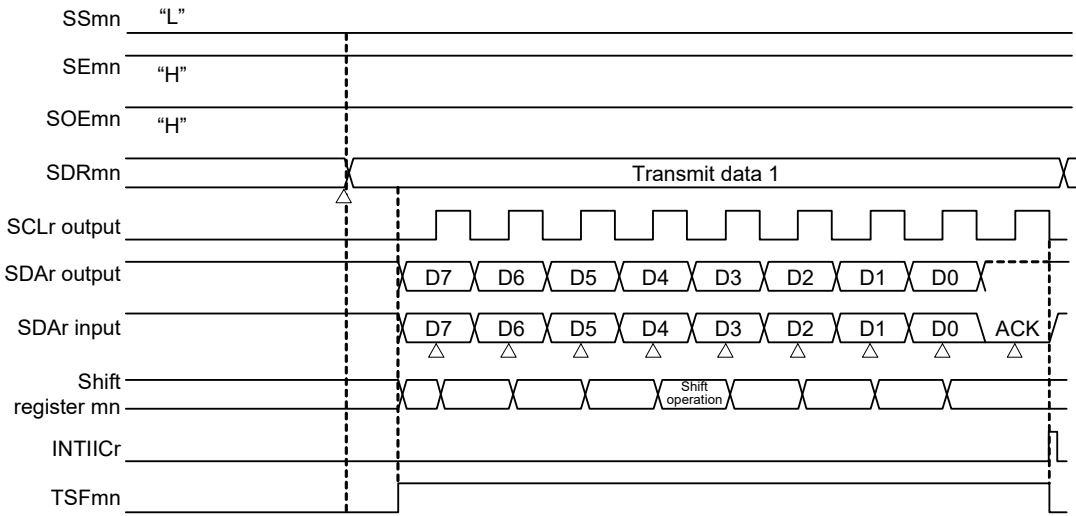 SSmn "L"
SEmn "H"
SOEmn "H"
SDRmn Transmit data 1
SCLr output
SDAr output D7 D6 D5 D4 D3 D2 D1 D0
SDAr input D7 D6 D5 D4 D3 D2 D1 D0 ACK
Shift
register mn
Shift
operation
INTIICr
TSFmn